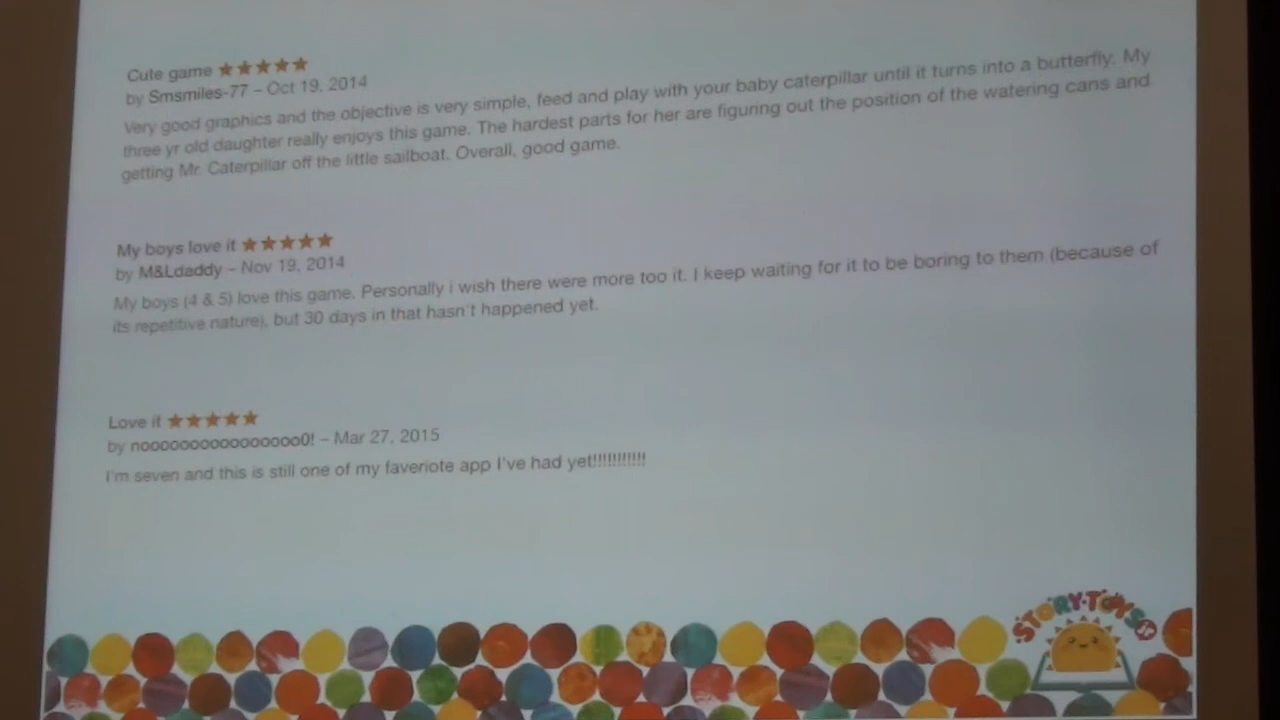 Cute game ★★★★★
by Smsmiles-77 – Oct 19, 2014
Very good graphics and the objective is very simple, feed and play with your baby caterpillar until it turns into a butterfly. My
three yr old daughter really enjoys this game. The hardest parts for her are figuring out the position of the watering cans and
getting Mr. Caterpillar off the little sailboat. Overall, good game.
My boys love it ★★★★★
by M&Ldaddy – Nov 19, 2014
My boys (4 & 5) love this game. Personally i wish there were more too it. I keep waiting for it to be boring to them (because of
its repetitive nature), but 30 days in that hasn't happened yet.
Love it ★★★★★
by noooooooooooooooo0! – Mar 27, 2015
I'm seven and this is still one of my faveriote app I've had yet!!!!!!!!!!!
STORY·TOYS Jr